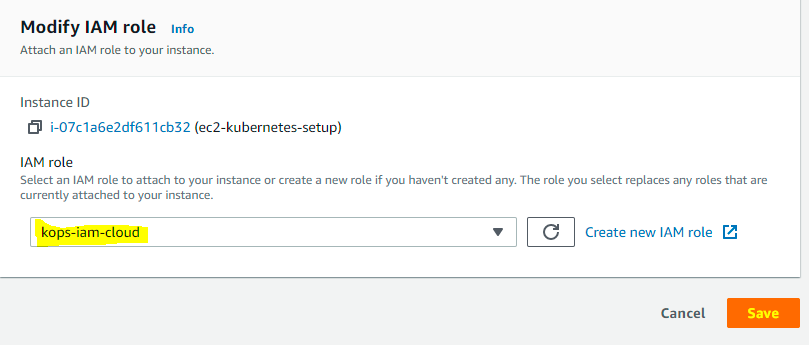 Modify IAM role Info
Attach an IAM role to your instance.
Instance ID
i-07c1a6e2df611cb32 (ec2-kubernetes-setup)
IAM role
Select an IAM role to attach to your instance or create a new role if you haven't created any. The role you select replaces any roles that are
currently attached to your instance.
kops-iam-cloud
Create new IAM role
Cancel Save